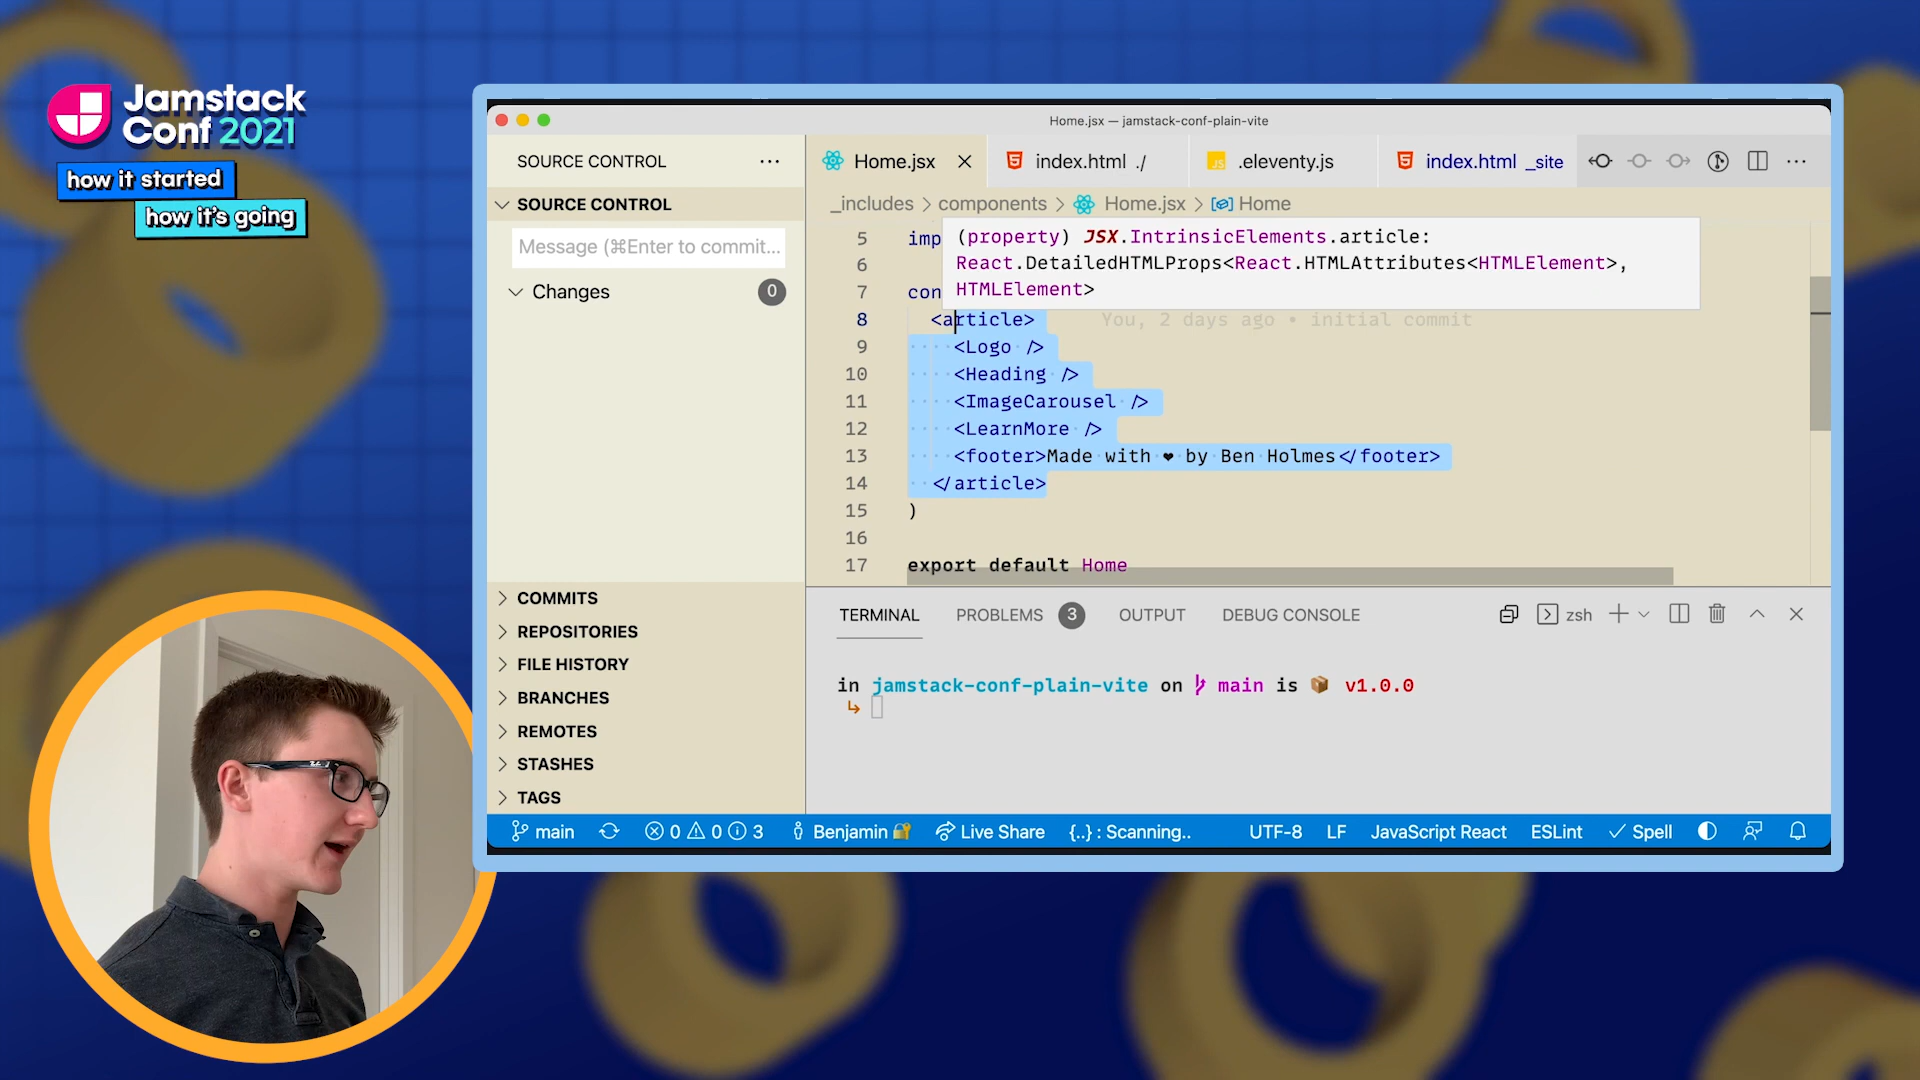 Jamstack
Conf 2021
how it started
how it's going
Home.jsx — jamstack-conf-plain-vite
SOURCE CONTROL
Home.jsx
index.html ./
JS .eleventy.js
index.html _site
SOURCE CONTROL
Message (⌘Enter to commit...
Changes 0
_includes > components > Home.jsx > Home
(property) JSX.IntrinsicElements.article:
React.DetailedHTMLProps<React.HTMLAttributes<HTMLElement>,
HTMLElement>
5 imp
6
7 con
8 <article> You, 2 days ago • initial commit
9 <Logo />
10 <Heading />
11 <ImageCarousel />
12 <LearnMore />
13 <footer>Made with ❤ by Ben Holmes</footer>
14 </article>
15 )
16
17 export default Home
COMMITS
REPOSITORIES
FILE HISTORY
BRANCHES
REMOTES
STASHES
TAGS
TERMINAL PROBLEMS 3 OUTPUT DEBUG CONSOLE zsh
in jamstack-conf-plain-vite on main is 📦 v1.0.0
main 0 0 3 Benjamin🔐 Live Share {..} : Scanning.. UTF-8 LF JavaScript React ESLint ✓ Spell